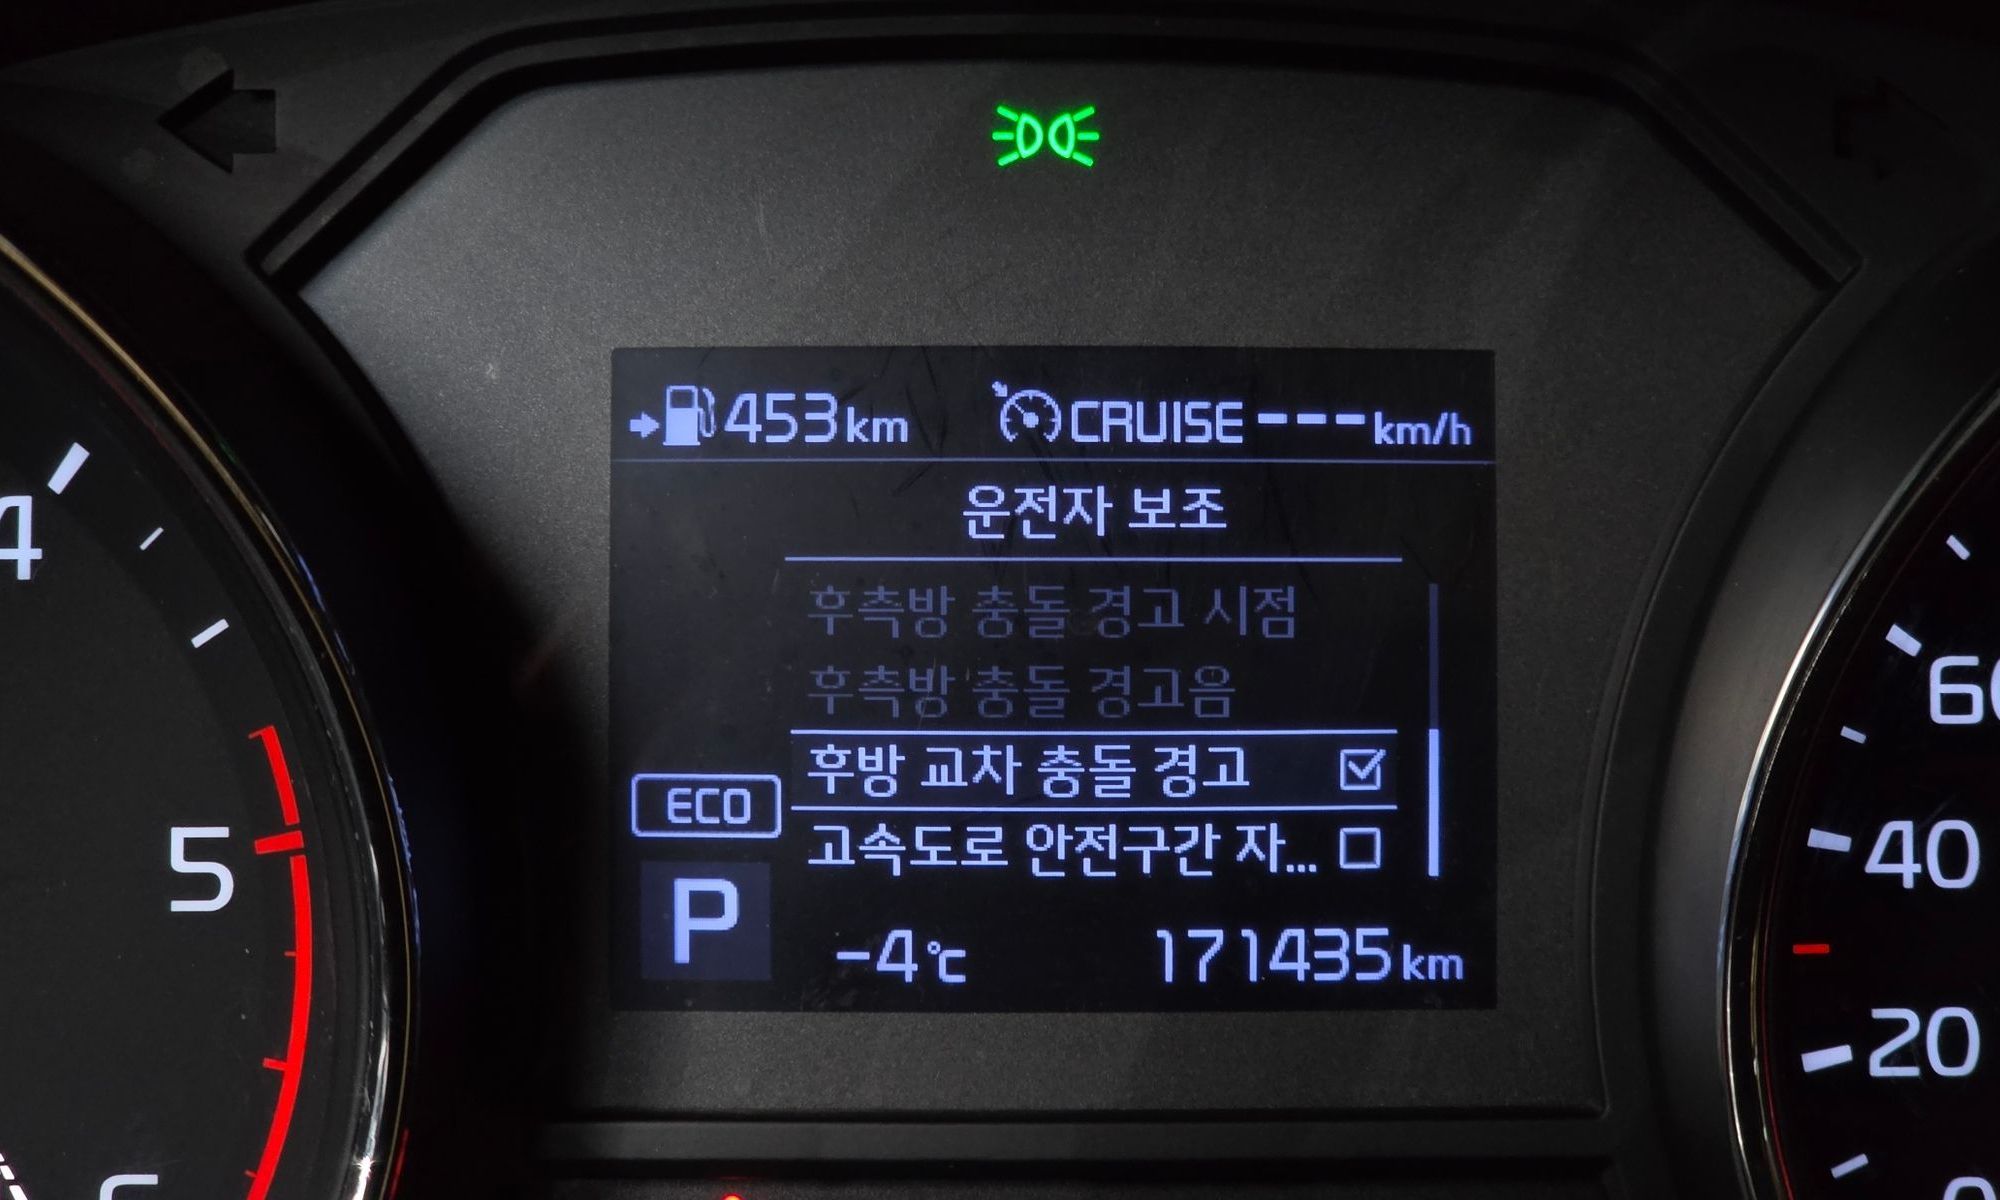 453km CRUISE ---km/h
운전자 보조
후측방 충돌 경고 시점
후측방 충돌 경고음
후방 교차 충돌 경고
고속도로 안전구간 자...
ECO
P
-4℃ 171435km
4
5
60
40
20